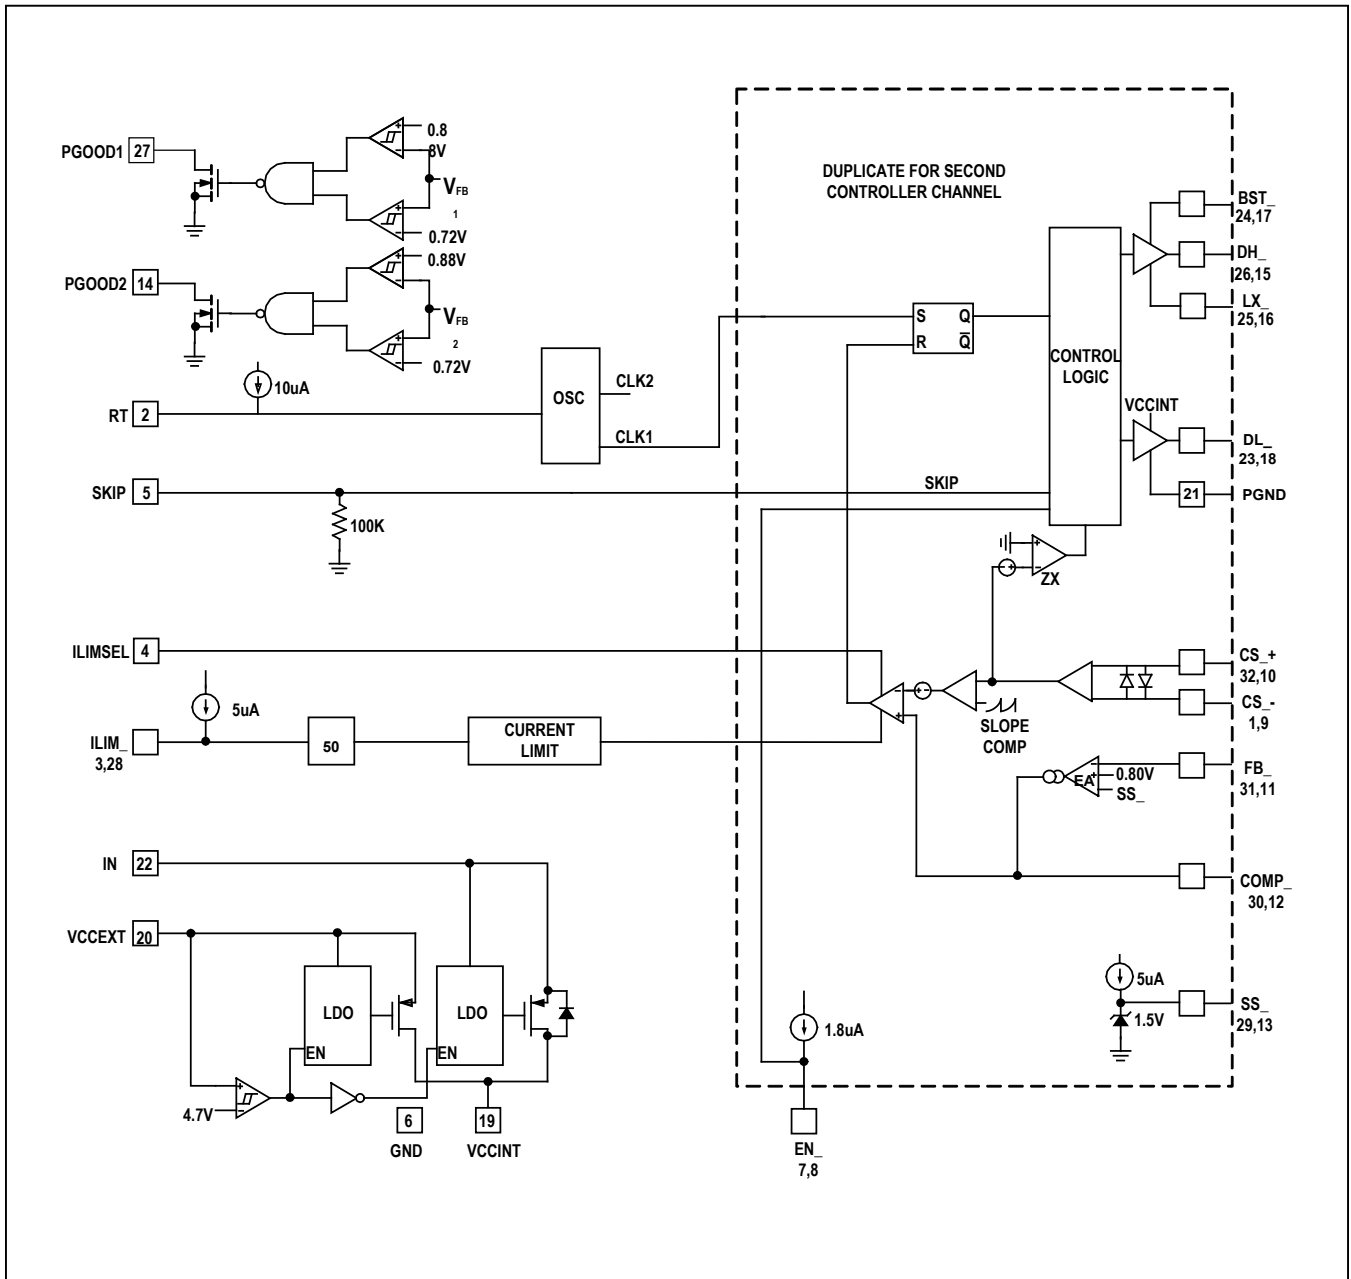 DUPLICATE FOR SECOND
CONTROLLER CHANNEL
PGOOD1 27
+
-
0.8
8V
VFB
1
+
-
0.72V
PGOOD2 14
+
-
0.88V
VFB
2
+
-
0.72V
RT 2
10uA
OSC
CLK2
CLK1
SKIP 5
100K
SKIP
S Q
R Q̅
CONTROL
LOGIC
BST_
24,17
DH_
26,15
LX_
25,16
VCCINT
DL_
23,18
21 PGND
+
-
ZX
- +
ILIMSEL 4
5uA
ILIM_
3,28
50
CURRENT
LIMIT
-
+
+ -
SLOPE
COMP
CS_+
32,10
CS_-
1,9
FB_
31,11
EA
-
+
0.80V
SS_
COMP_
30,12
IN 22
VCCEXT 20
LDO
EN
LDO
EN
+
-
4.7V
6
GND
19
VCCINT
1.8uA
EN_
7,8
5uA
1.5V
SS_
29,13